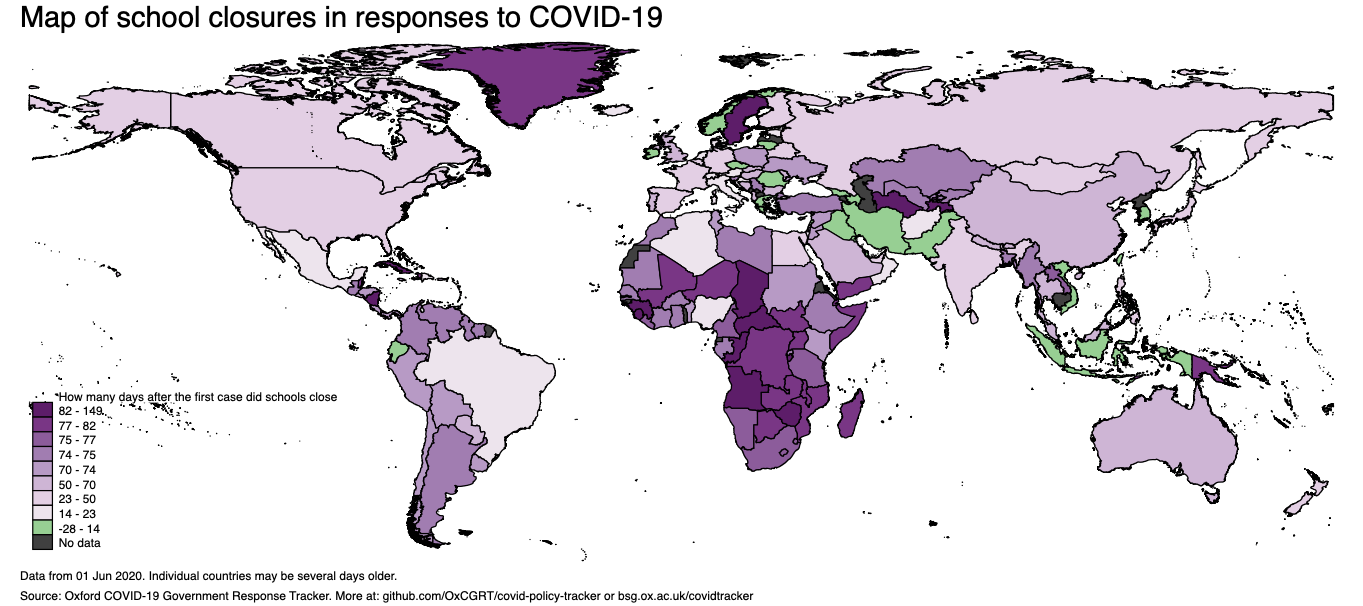 Map of school closures in responses to COVID-19
*How many days after the first case did schools close
82 - 149
77 - 82
75 - 77
74 - 75
70 - 74
50 - 70
23 - 50
14 - 23
-28 - 14
No data
Data from 01 Jun 2020. Individual countries may be several days older.
Source: Oxford COVID-19 Government Response Tracker. More at: github.com/OxCGRT/covid-policy-tracker or bsg.ox.ac.uk/covidtracker